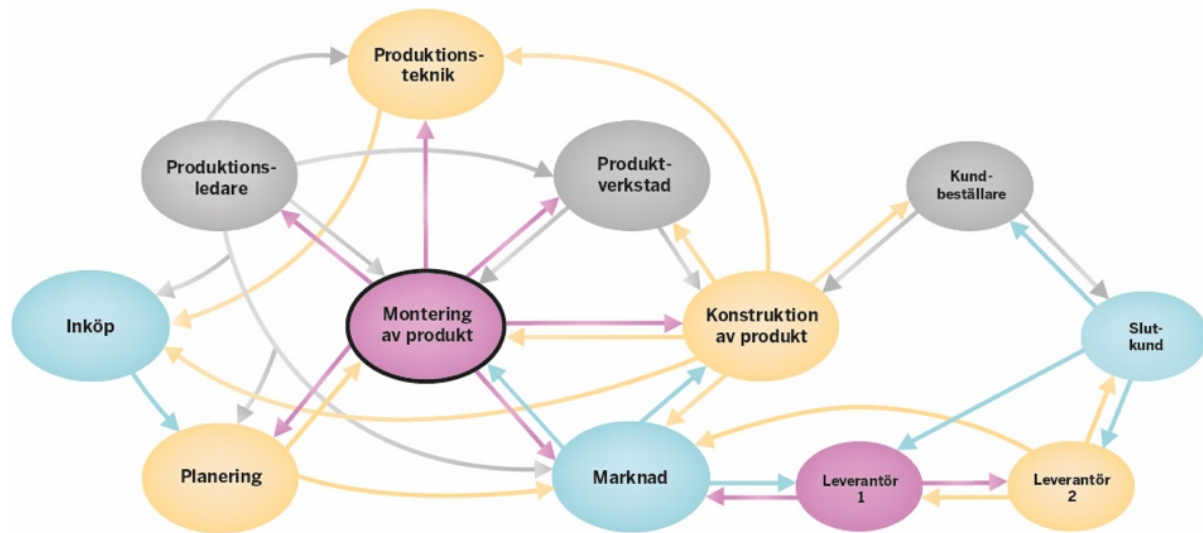 Produktions-
teknik
Produktions-
ledare
Produkt-
verkstad
Kund-
beställare
Inköp
Montering
av produkt
Konstruktion
av produkt
Slut-
kund
Planering
Marknad
Leverantör
1
Leverantör
2